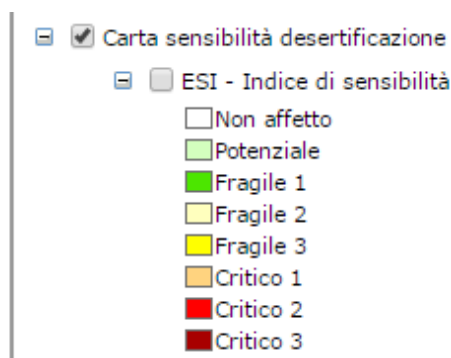 Carta sensibilità desertificazione
ESI - Indice di sensibilità
Non affetto
Potenziale
Fragile 1
Fragile 2
Fragile 3
Critico 1
Critico 2
Critico 3